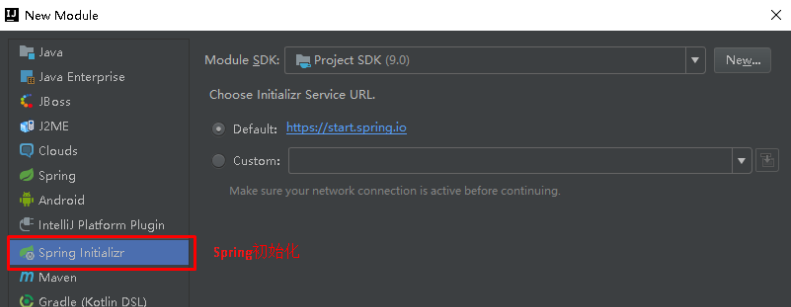 New Module
Java
Java Enterprise
JBoss
J2ME
Clouds
Spring
Android
IntelliJ Platform Plugin
Spring Initializr
Maven
Gradle (Kotlin DSL)
Module SDK: Project SDK (9.0) New...
Choose Initializr Service URL.
Default: https://start.spring.io
Custom:
Make sure your network connection is active before continuing.
Spring初始化